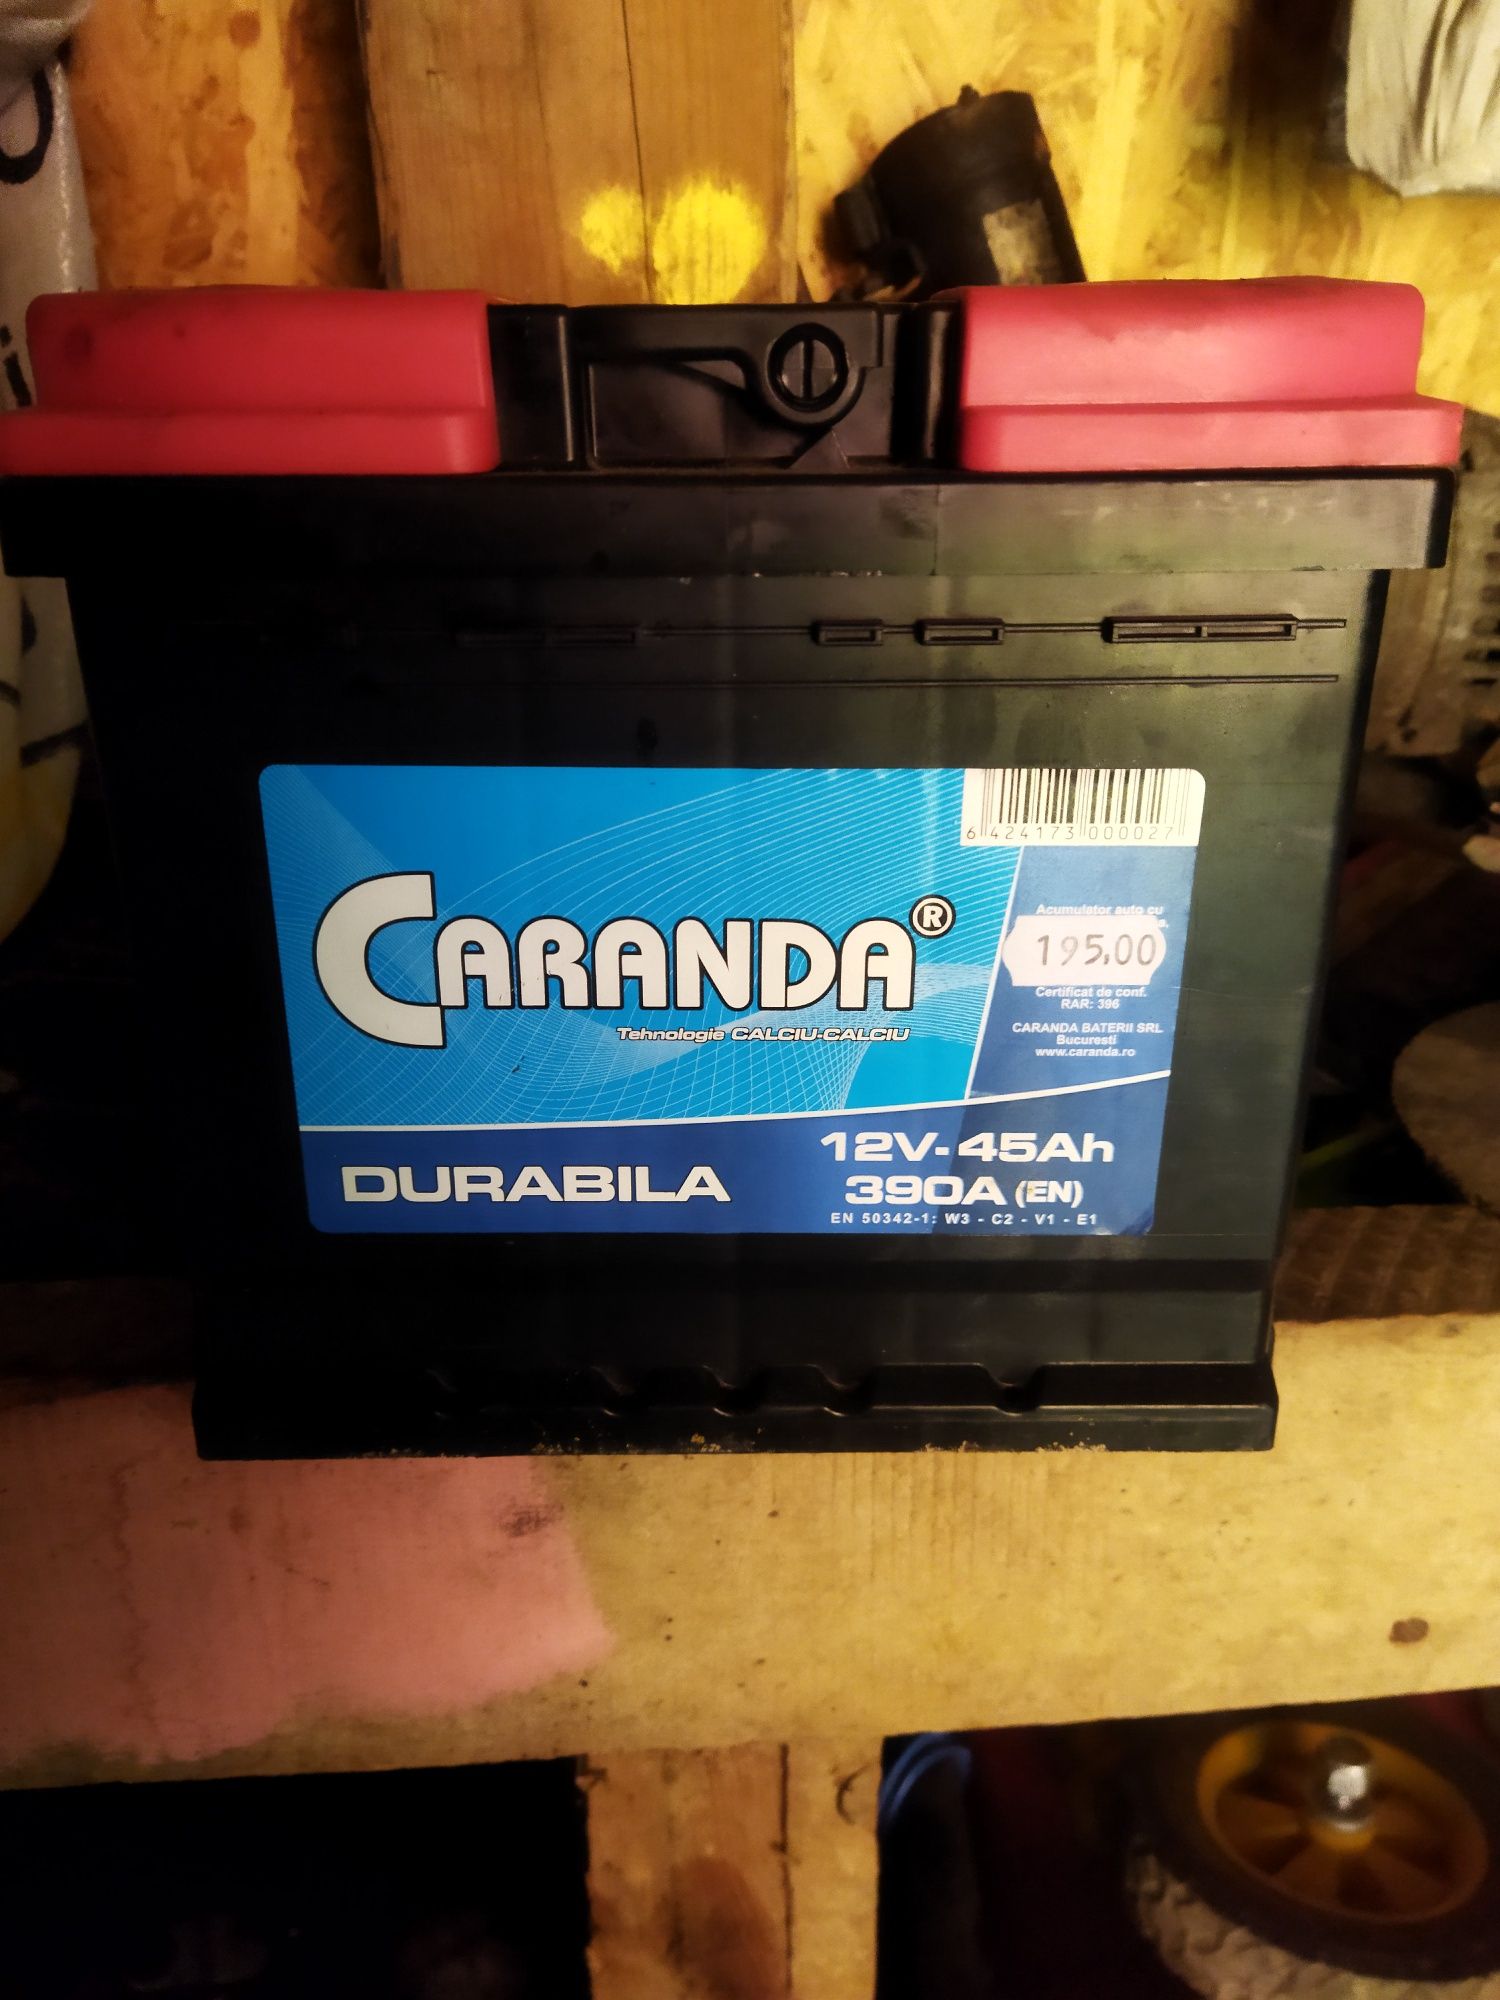 6 424173 000027
Acumulator auto cu
195,00
Certificat de conf.
RAR: 396
CARANDA BATERII SRL
Bucuresti
www.caranda.ro
CARANDA®
Tehnologie CALCIU-CALCIU
DURABILA
12V-45Ah
390A (EN)
EN 50342-1: W3 - C2 - V1 - E1